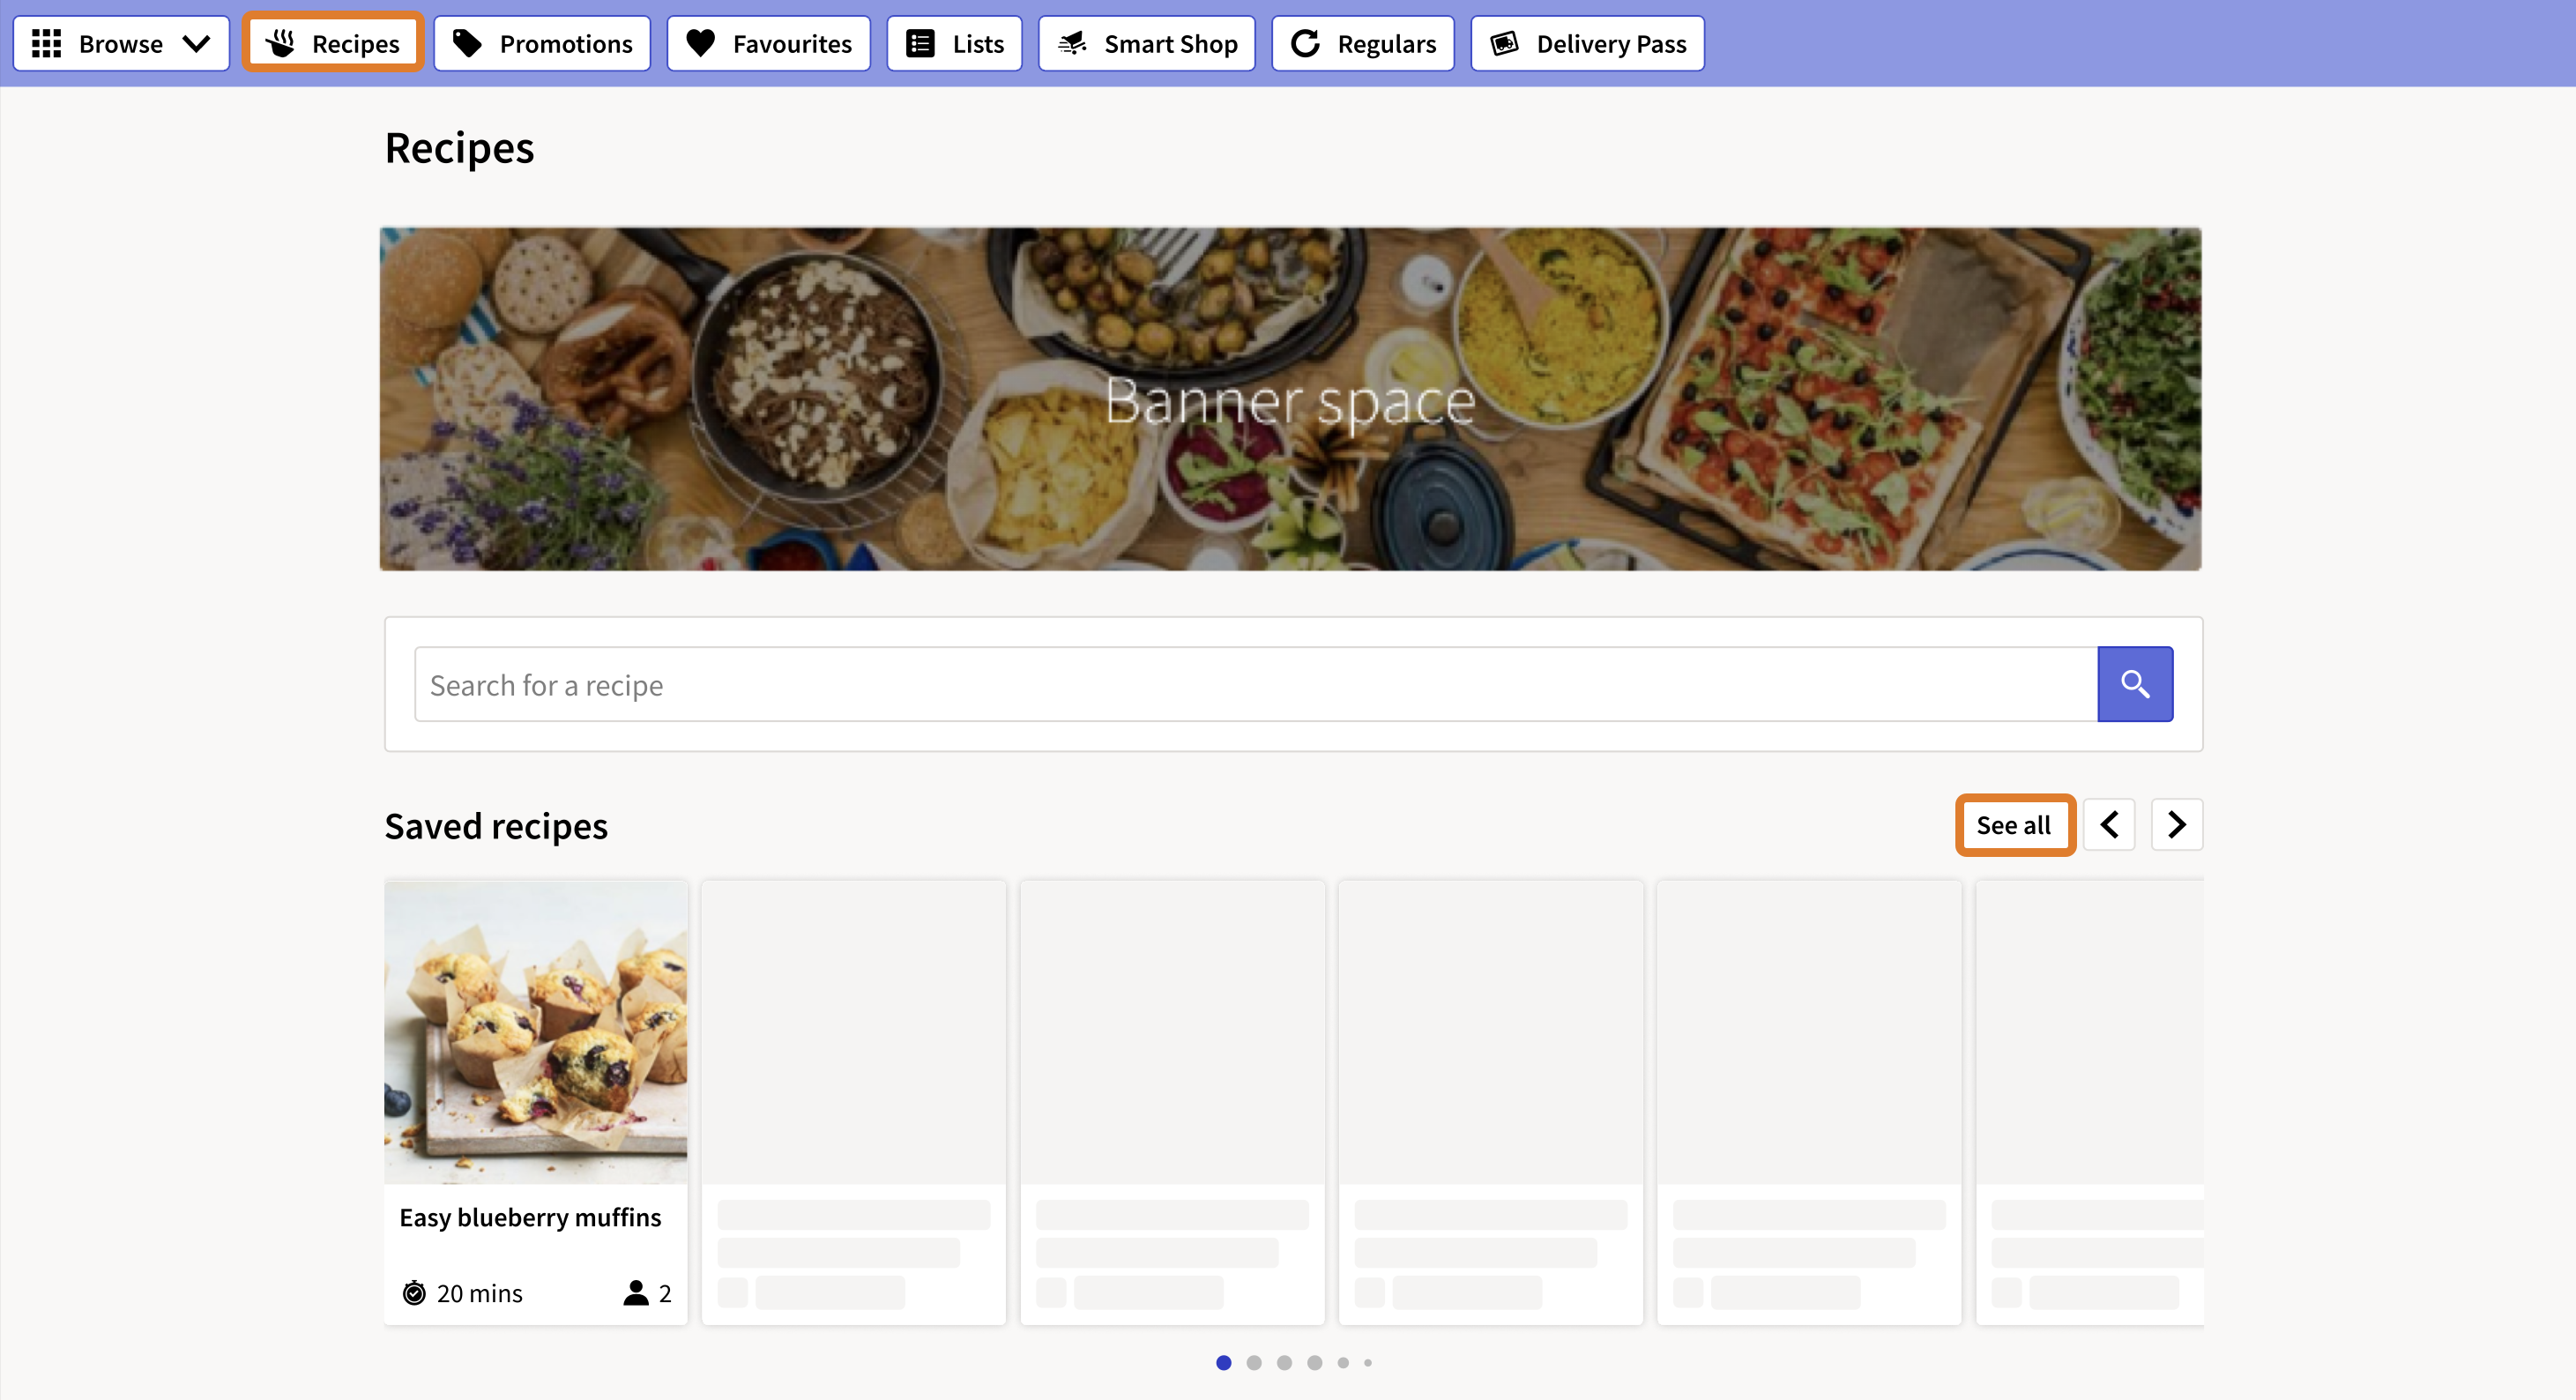 Browse
Recipes
Promotions
Favourites
Lists
Smart Shop
Regulars
Delivery Pass
Recipes
Banner space
Search for a recipe
Saved recipes
See all
Easy blueberry muffins
20 mins
2